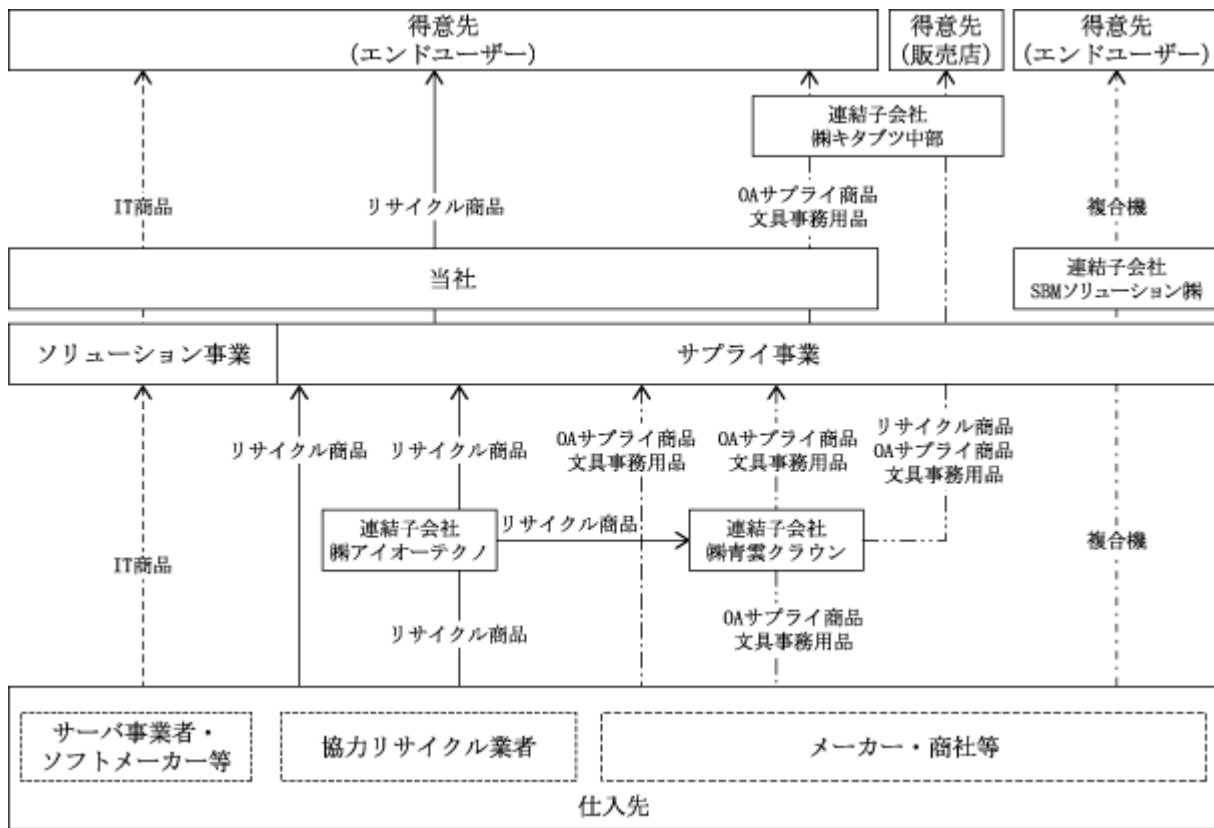 得意先
(エンドユーザー)
得意先
(販売店)
得意先
(エンドユーザー)
連結子会社
㈱キタブツ中部
IT商品
リサイクル商品
OAサプライ商品
文具事務用品
複合機
当社
連結子会社
SBMソリューション㈱
ソリューション事業
サプライ事業
リサイクル商品
リサイクル商品
OAサプライ商品
文具事務用品
OAサプライ商品
文具事務用品
リサイクル商品
OAサプライ商品
文具事務用品
連結子会社
㈱アイオーテクノ
リサイクル商品
連結子会社
㈱青雲クラウン
IT商品
複合機
リサイクル商品
OAサプライ商品
文具事務用品
サーバ事業者・
ソフトメーカー等
協力リサイクル業者
メーカー・商社等
仕入先